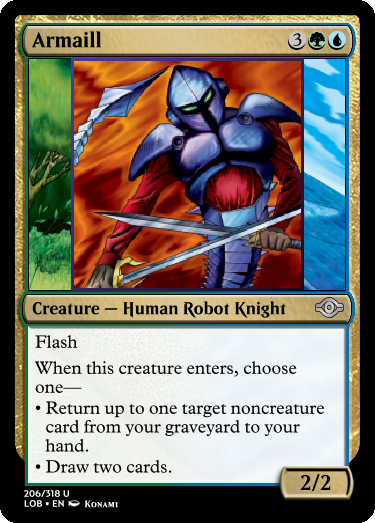 Armaill 3
Creature — Human Robot Knight
Flash
When this creature enters, choose
one—
• Return up to one target noncreature
card from your graveyard to your
hand.
• Draw two cards.
2/2
206/318 U
LOB • EN Konami